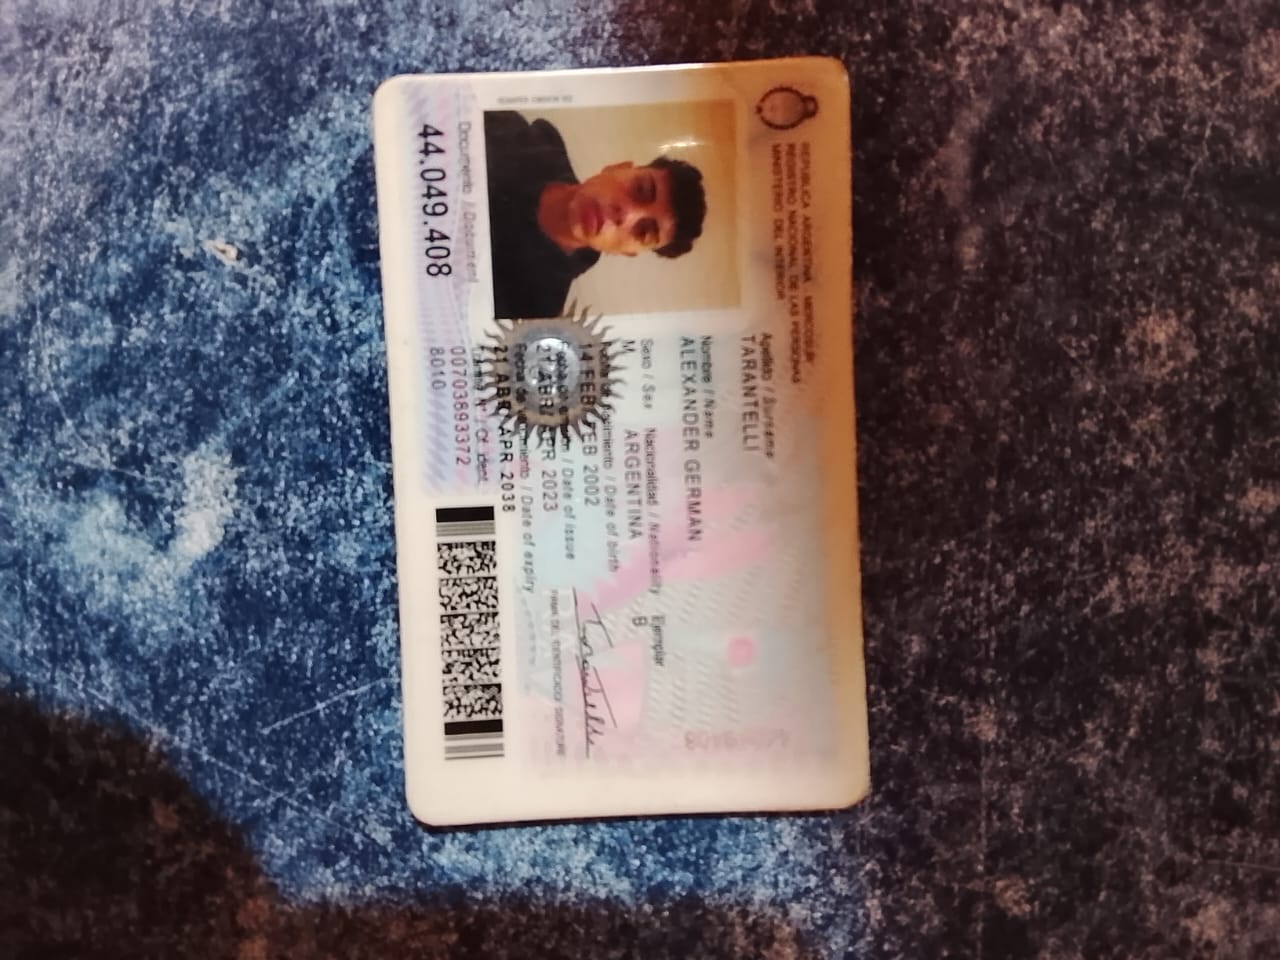 REPUBLICA ARGENTINA - MERCOSUR
REGISTRO NACIONAL DE LAS PERSONAS
MINISTERIO DEL INTERIOR
Apellido / Surname
TARANTELLI
Nombre / Name
ALEXANDER GERMAN
Sexo / Sex Nacionalidad / Nationality Ejemplar
M ARGENTINA B
Fecha de nacimiento / Date of birth
14 FEB/ FEB 2002
Fecha de emisión / Date of issue
21 ABR/ APR 2023
Fecha de vencimiento / Date of expiry
21 ABR/ APR 2038
Documento / Document
44.049.408
Of. Ident.
00703893372
8010
Tarantelli
FIRMA DEL IDENTIFICADO / SIGNATURE